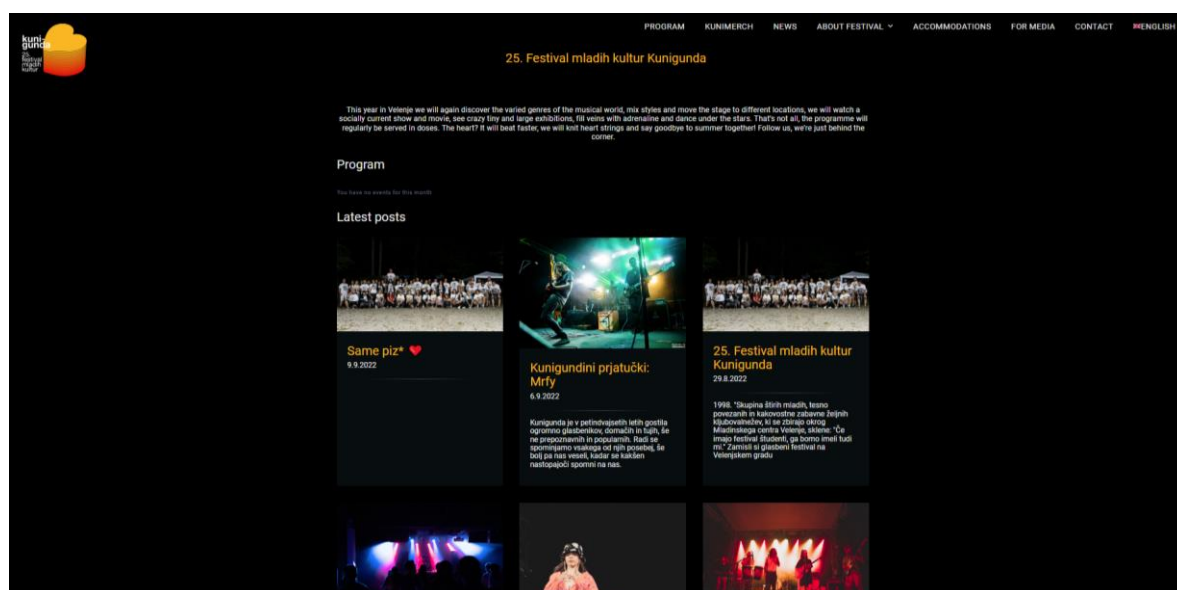 kuni-
gunda
25.
festival
mladih
kultur
PROGRAM KUNIMERCH NEWS ABOUT FESTIVAL ACCOMMODATIONS FOR MEDIA CONTACT ENGLISH
25. Festival mladih kultur Kunigunda
This year in Velenje we will again discover the varied genres of the musical world, mix styles and move the stage to different locations, we will watch a
socially current show and movie, see crazy tiny and large exhibitions, fill veins with adrenaline and dance under the stars. That's not all, the programme will
regularly be served in doses. The heart? It will beat faster, we will knit heart strings and say goodbye to summer together! Follow us, we're just behind the
corner.
Program
You have no events for this month
Latest posts
Same piz* ❤
9.9.2022
Kunigundini prjatučki:
Mrfy
6.9.2022
Kunigunda je v petindvajsetih letih gostila
ogromno glasbenikov, domačih in tujih, še
ne prepoznavnih in popularnih. Radi se
spominjamo vsakega od njih posebej, še
bolj pa nas veseli, kadar se kakšen
nastopajoči spomni na nas.
25. Festival mladih kultur
Kunigunda
29.8.2022
1998. "Skupina štirih mladih, tesno
povezanih in kakovostne zabavne željnih
kljubovalnežev, ki se zbirajo okrog
Mladinskega centra Velenje, sklene: "Če
imajo festival študenti, ga bomo imeli tudi
mi." Zamisli si glasbeni festival na
Velenjskem gradu